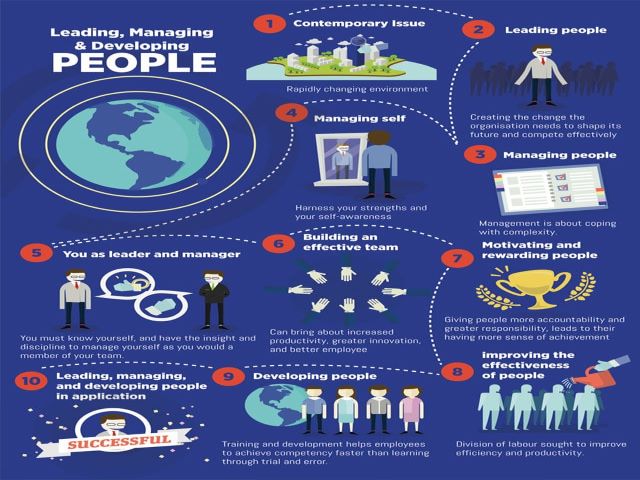 Leading, Managing
& Developing
PEOPLE
1
Contemporary Issue
Rapidly changing environment
2
Leading people
Creating the change the
organisation needs to shape its
future and compete effectively
3
Managing people
Management is about coping
with complexity.
4
Managing self
Harness your strengths and
your self-awareness
5
You as leader and manager
You must know yourself, and have the insight and
discipline to manage yourself as you would a
member of your team.
6
Building an
effective team
Can bring about increased
productivity, greater innovation,
and better employee
7
Motivating and
rewarding people
Giving people more accountability and
greater responsibility, leads to their
having more sense of achievement
8
improving the
effectiveness
of people
Division of labour sought to improve
efficiency and productivity.
9
Developing people
Training and development helps employees
to achieve competency faster than learning
through trial and error.
10
Leading, managing,
and developing people
in application
SUCCESSFUL